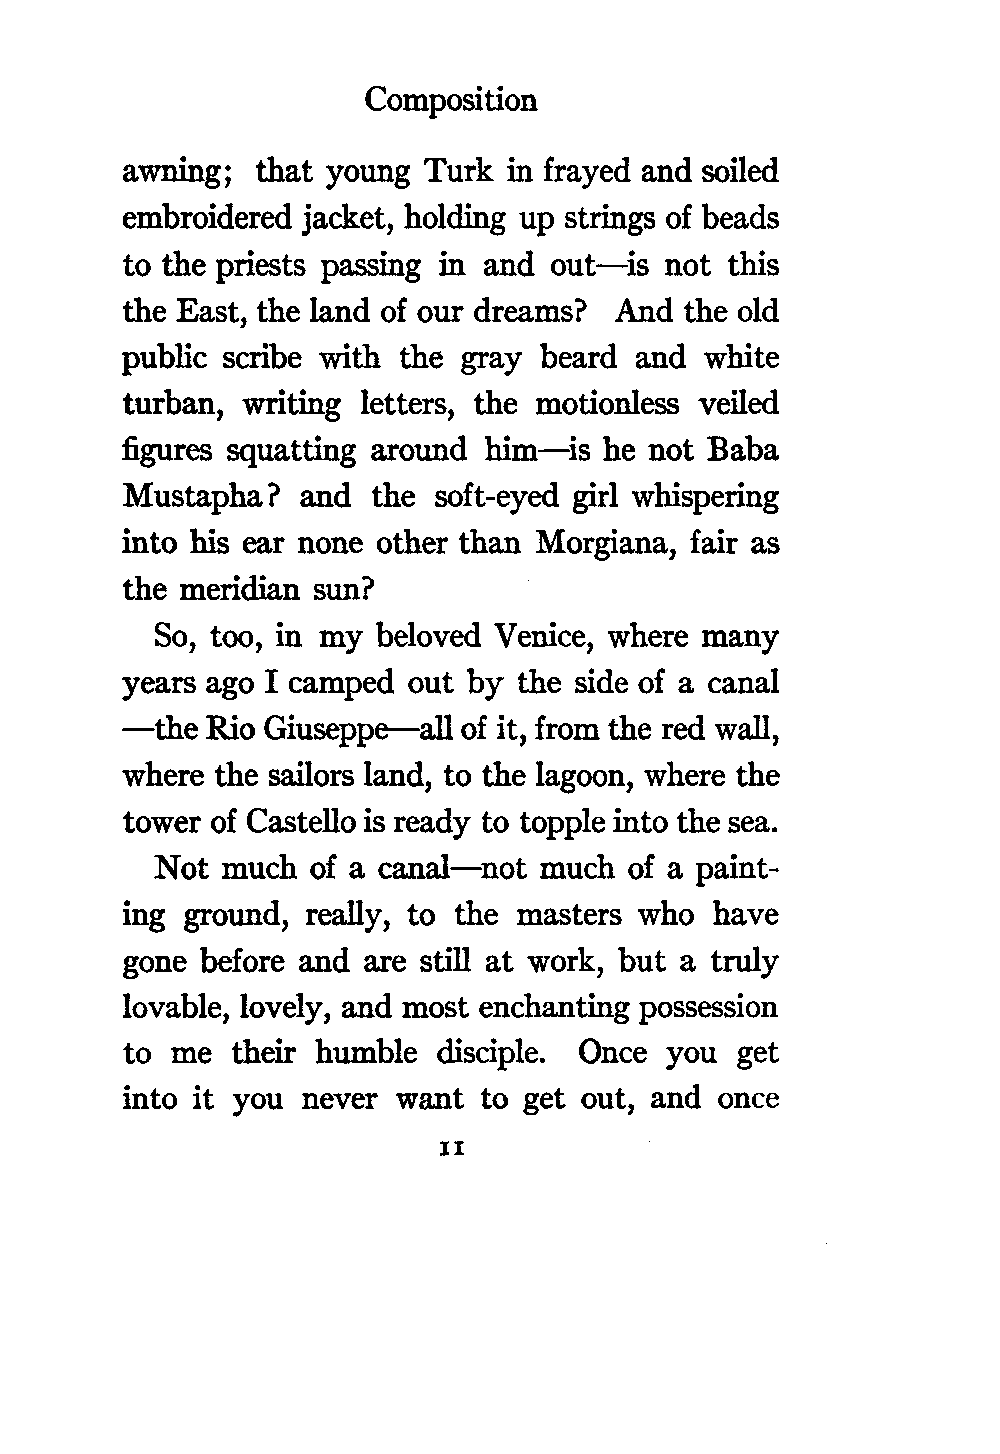 Composition
awning; that young Turk in frayed and soiled
embroidered jacket, holding up strings of beads
to the priests passing in and out—is not this
the East, the land of our dreams? And the old
public scribe with the gray beard and white
turban, writing letters, the motionless veiled
figures squatting around him—is he not Baba
Mustapha? and the soft-eyed girl whispering
into his ear none other than Morgiana, fair as
the meridian sun?
So, too, in my beloved Venice, where many
years ago I camped out by the side of a canal
—the Rio Giuseppe—all of it, from the red wall,
where the sailors land, to the lagoon, where the
tower of Castello is ready to topple into the sea.
Not much of a canal—not much of a paint-
ing ground, really, to the masters who have
gone before and are still at work, but a truly
lovable, lovely, and most enchanting possession
to me their humble disciple. Once you get
into it you never want to get out, and once
11